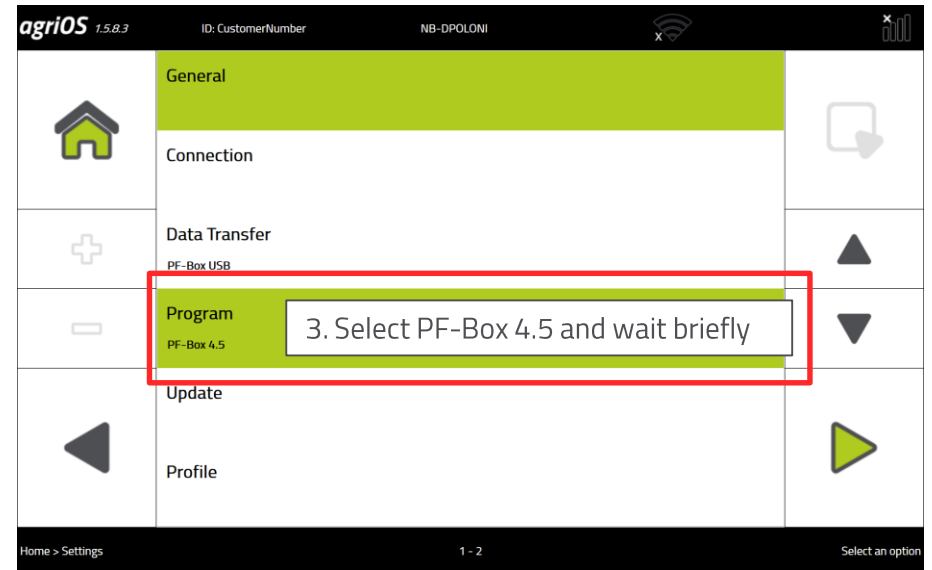 agriOS 1.5.8.3 ID: CustomerNumber NB-DPOLONI x x
General
Connection
Data Transfer
PF-Box USB
Program
PF-Box 4.5
3. Select PF-Box 4.5 and wait briefly
Update
Profile
Home > Settings 1 - 2 Select an option